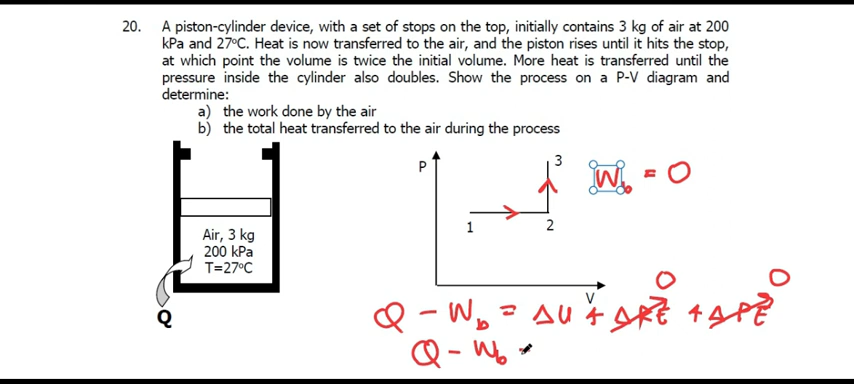 20. A piston-cylinder device, with a set of stops on the top, initially contains 3 kg of air at 200
kPa and 27ºC. Heat is now transferred to the air, and the piston rises until it hits the stop,
at which point the volume is twice the initial volume. More heat is transferred until the
pressure inside the cylinder also doubles. Show the process on a P-V diagram and
determine:
a) the work done by the air
b) the total heat transferred to the air during the process
P
3
W_b = 0
1
2
Air, 3 kg
200 kPa
T=27ºC
Q
V
0
0
Q - W_b = ΔU + ΔKE + ΔPE
Q - W_b =